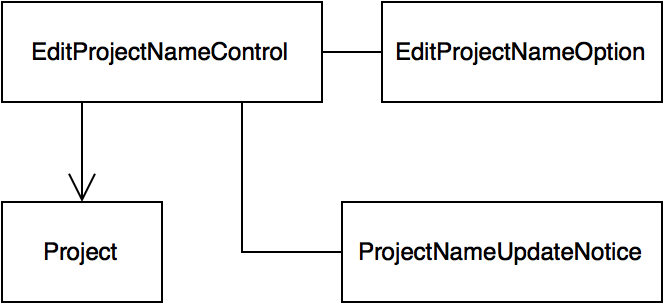 EditProjectNameControl
EditProjectNameOption
Project
ProjectNameUpdateNotice